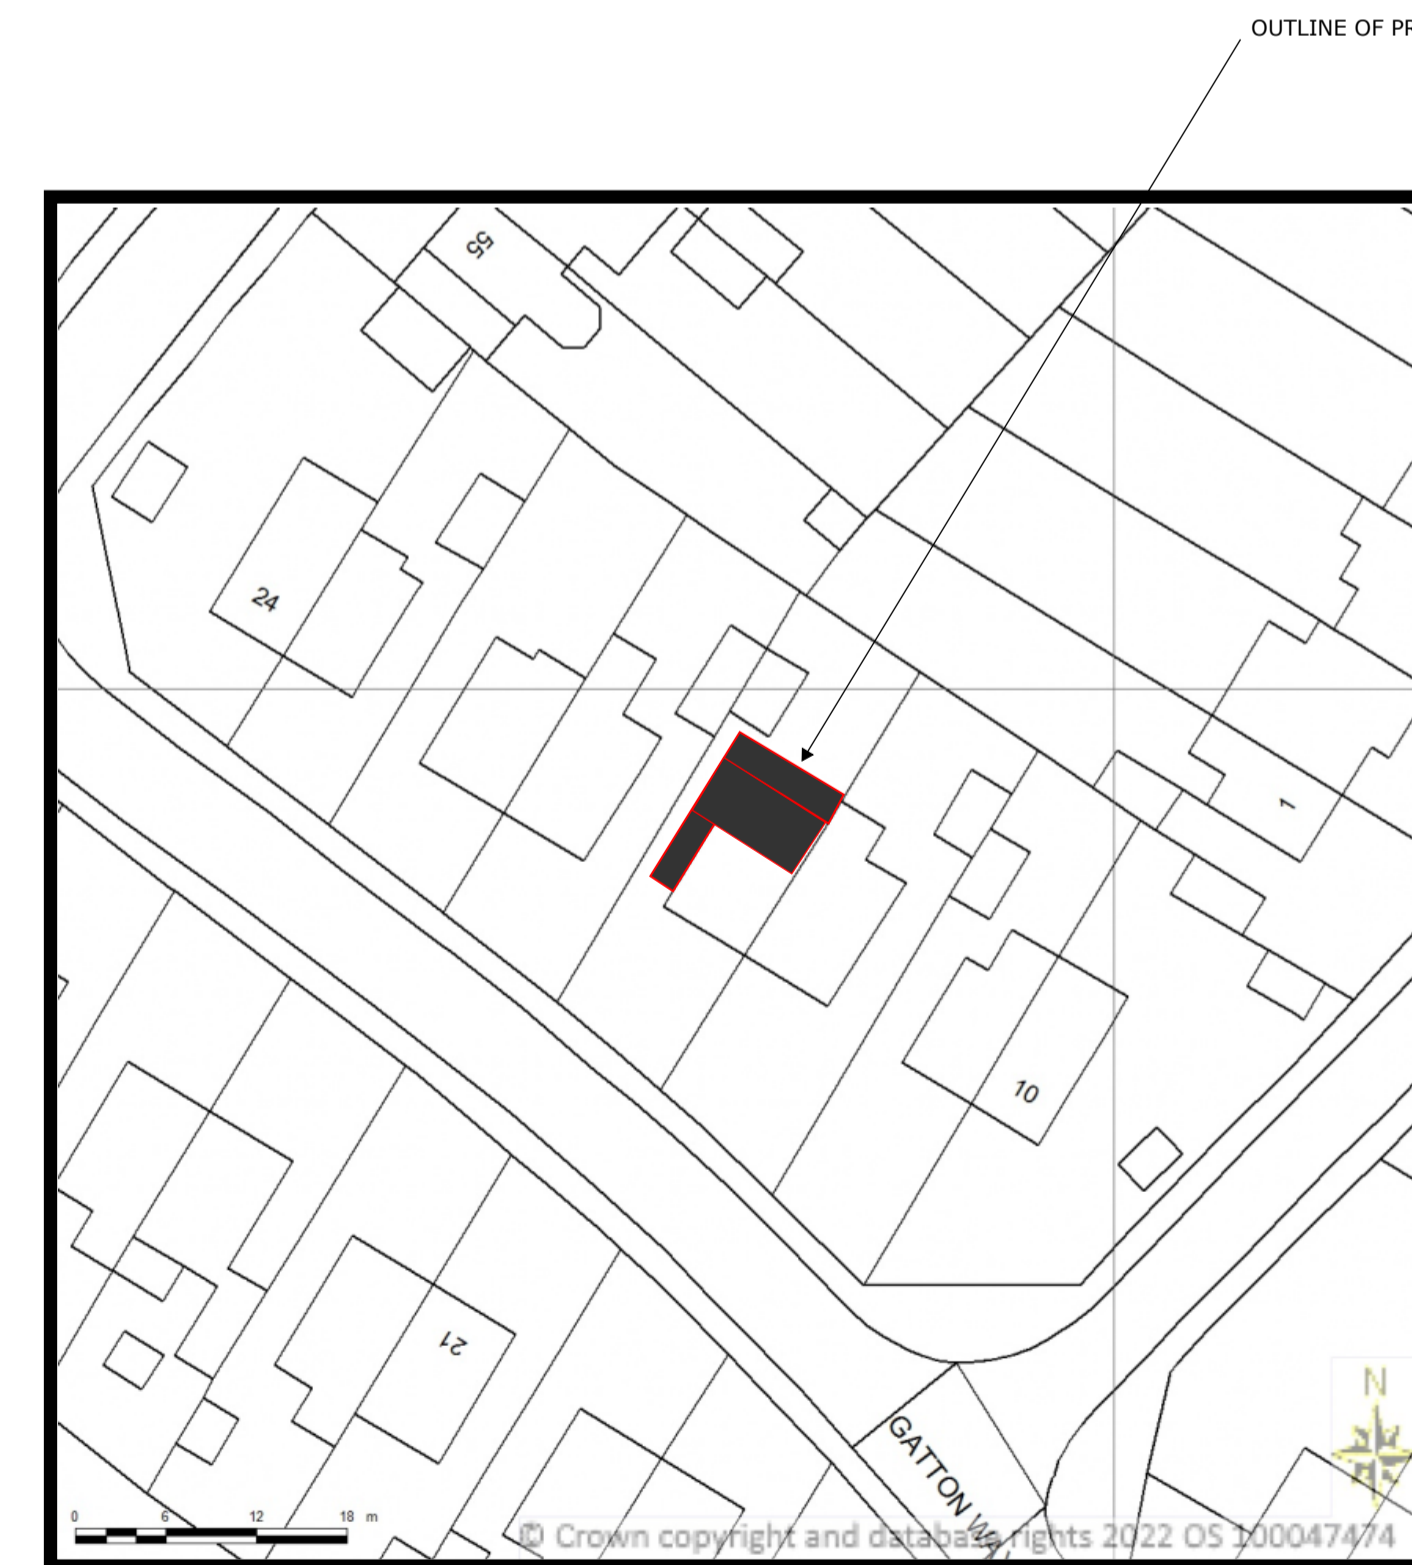 OUTLINE OF PR
55
24
1
10
21
N
GATTON WAY
0 6 12 18 m
© Crown copyright and database rights 2022 OS 100047474